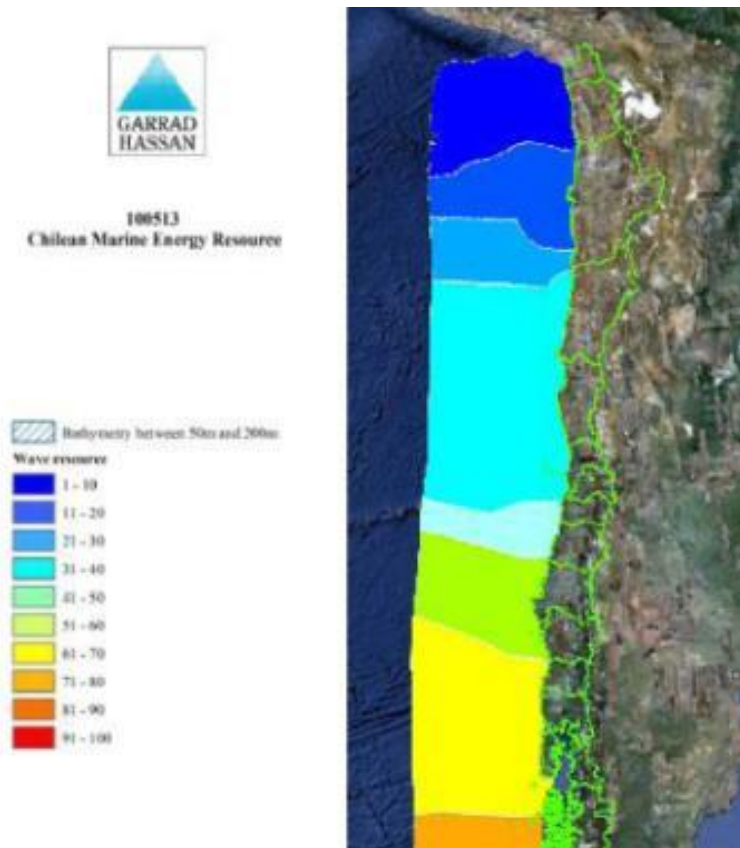 GARRAD
HASSAN
100513
Chilean Marine Energy Resource
Bathymetry between 50m and 200m
Wave resource
1 - 10
11 - 20
21 - 30
31 - 40
41 - 50
51 - 60
61 - 70
71 - 80
81 - 90
91 - 100